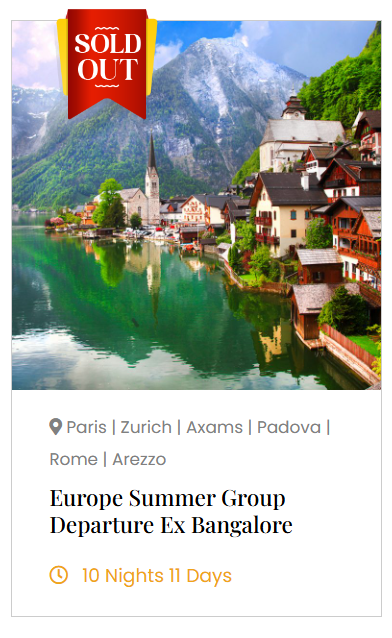 SOLD
OUT
Paris | Zurich | Axams | Padova |
Rome | Arezzo
Europe Summer Group
Departure Ex Bangalore
10 Nights 11 Days